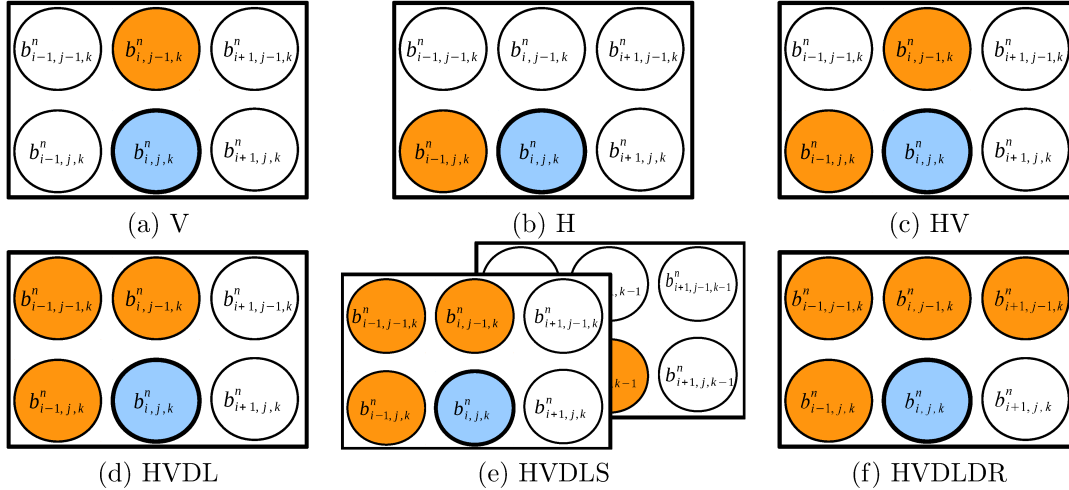 b^n_{i−1, j−1, k} b^n_{i, j−1, k} b^n_{i+1, j−1, k}
b^n_{i−1, j, k} b^n_{i, j, k} b^n_{i+1, j, k}
(a) V
b^n_{i−1, j−1, k} b^n_{i, j−1, k} b^n_{i+1, j−1, k}
b^n_{i−1, j, k} b^n_{i, j, k} b^n_{i+1, j, k}
(b) H
b^n_{i−1, j−1, k} b^n_{i, j−1, k} b^n_{i+1, j−1, k}
b^n_{i−1, j, k} b^n_{i, j, k} b^n_{i+1, j, k}
(c) HV
b^n_{i−1, j−1, k} b^n_{i, j−1, k} b^n_{i+1, j−1, k}
b^n_{i−1, j, k} b^n_{i, j, k} b^n_{i+1, j, k}
(d) HVDL
, k−1 b^n_{i+1, j−1, k−1}
b^n_{i−1, j−1, k} b^n_{i, j−1, k} b^n_{i+1, j−1, k}
, k−1 b^n_{i+1, j, k−1}
b^n_{i−1, j, k} b^n_{i, j, k} b^n_{i+1, j, k}
(e) HVDLS
b^n_{i−1, j−1, k} b^n_{i, j−1, k} b^n_{i+1, j−1, k}
b^n_{i−1, j, k} b^n_{i, j, k} b^n_{i+1, j, k}
(f) HVDLDR